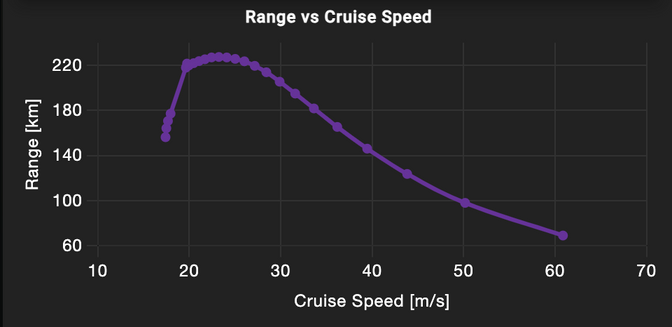 Range vs Cruise Speed
Range [km]
220
180
140
100
60
10 20 30 40 50 60 70
Cruise Speed [m/s]